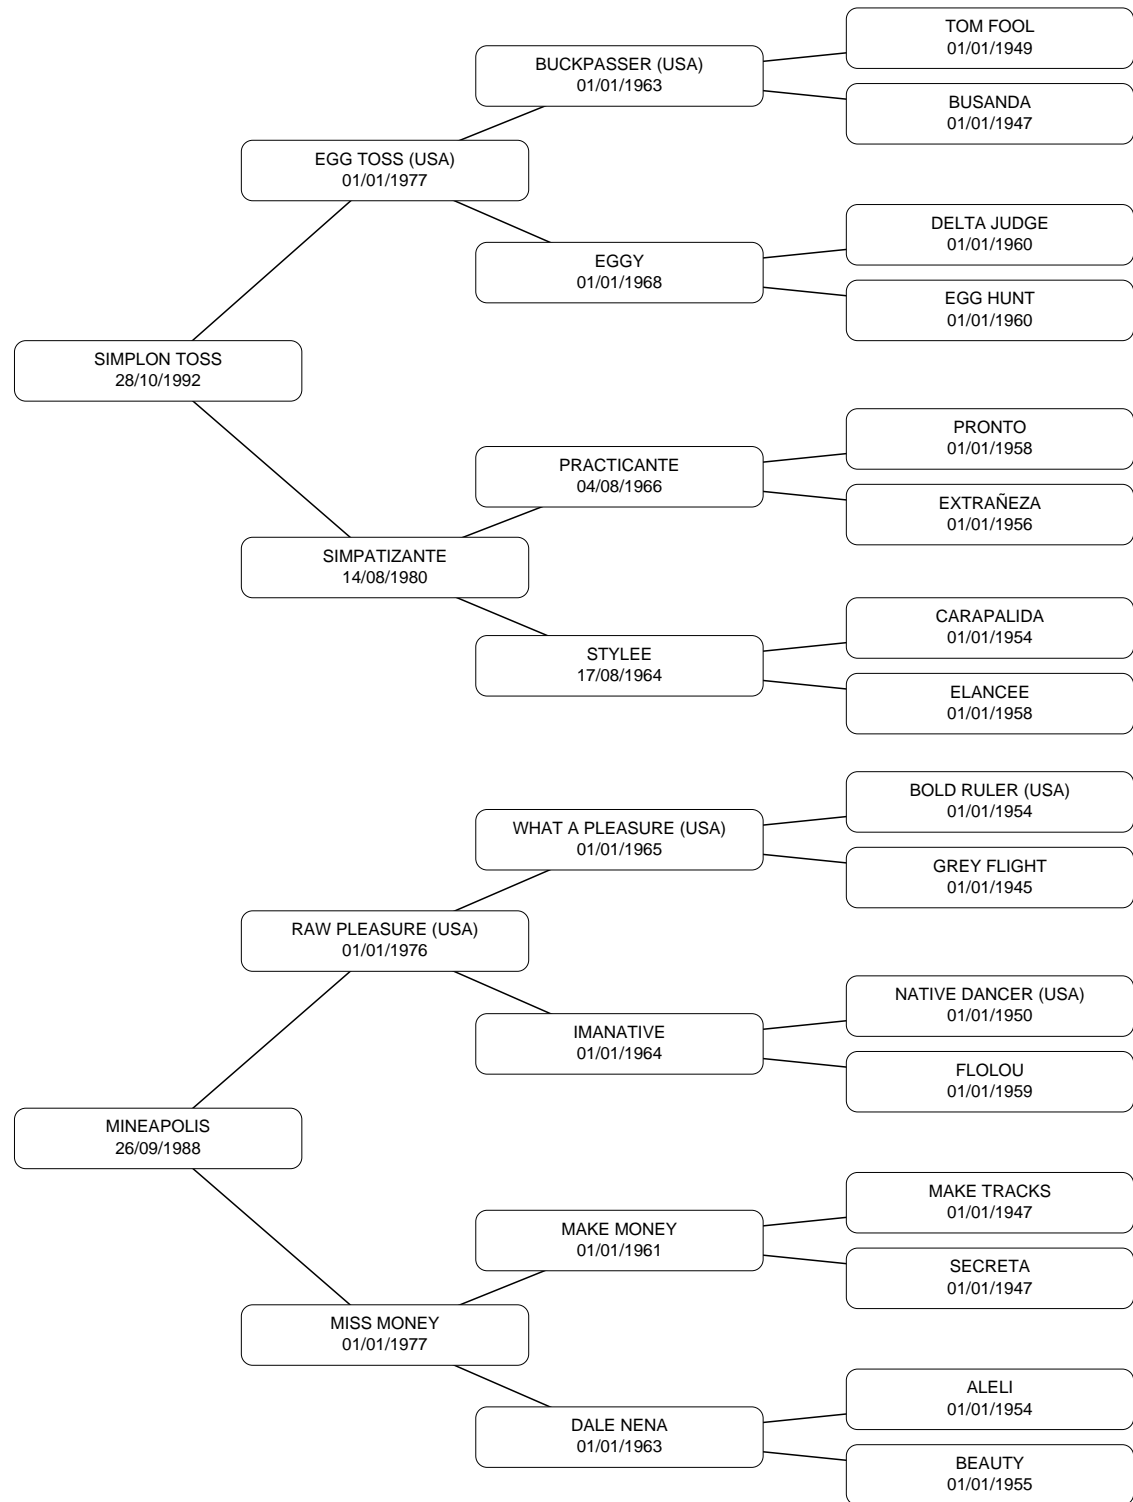 TOM FOOL
01/01/1949
BUCKPASSER (USA)
01/01/1963
BUSANDA
01/01/1947
EGG TOSS (USA)
01/01/1977
DELTA JUDGE
01/01/1960
EGGY
01/01/1968
EGG HUNT
01/01/1960
SIMPLON TOSS
28/10/1992
PRONTO
01/01/1958
PRACTICANTE
04/08/1966
EXTRAÑEZA
01/01/1956
SIMPATIZANTE
14/08/1980
CARAPALIDA
01/01/1954
STYLEE
17/08/1964
ELANCEE
01/01/1958
BOLD RULER (USA)
01/01/1954
WHAT A PLEASURE (USA)
01/01/1965
GREY FLIGHT
01/01/1945
RAW PLEASURE (USA)
01/01/1976
NATIVE DANCER (USA)
01/01/1950
IMANATIVE
01/01/1964
FLOLOU
01/01/1959
MINEAPOLIS
26/09/1988
MAKE TRACKS
01/01/1947
MAKE MONEY
01/01/1961
SECRETA
01/01/1947
MISS MONEY
01/01/1977
ALELI
01/01/1954
DALE NENA
01/01/1963
BEAUTY
01/01/1955